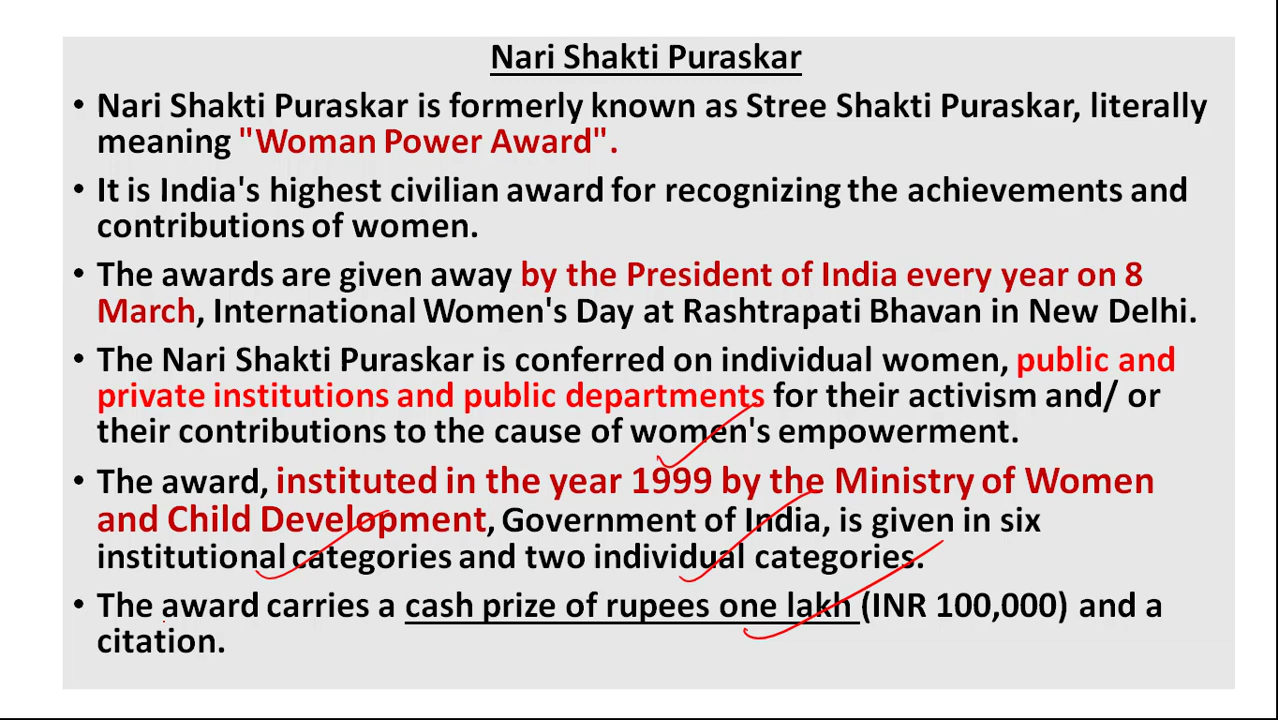 Nari Shakti Puraskar
• Nari Shakti Puraskar is formerly known as Stree Shakti Puraskar, literally
meaning "Woman Power Award".
• It is India's highest civilian award for recognizing the achievements and
contributions of women.
• The awards are given away by the President of India every year on 8
March, International Women's Day at Rashtrapati Bhavan in New Delhi.
• The Nari Shakti Puraskar is conferred on individual women, public and
private institutions and public departments for their activism and/ or
their contributions to the cause of women's empowerment.
• The award, instituted in the year 1999 by the Ministry of Women
and Child Development, Government of India, is given in six
institutional categories and two individual categories.
• The award carries a cash prize of rupees one lakh (INR 100,000) and a
citation.